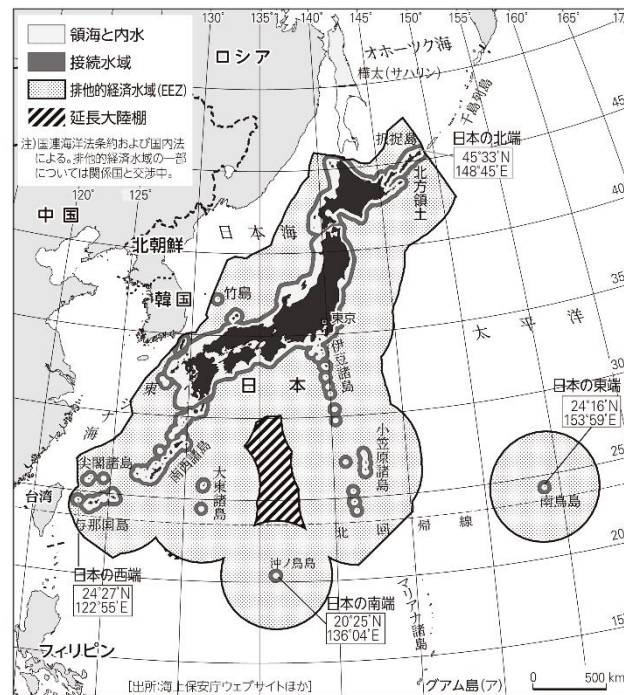 130°
135°
140°
145°
150°
155°
160°
165°
領海と内水
接続水域
排他的経済水域(EEZ)
延長大陸棚
注)国連海洋法条約および国内法
による。排他的経済水域の一部
については関係国と交渉中。
ロシア
オホーツク海
樺太(サハリン)
千島列島
択捉島
日本の北端
45°33′N
148°45′E
北方領土
120°
125°
中国
北朝鮮
日本海
45
40
韓国
竹島
35
東京
太平洋
伊豆諸島
日本
東シナ海
30
日本の東端
24°16′N
153°59′E
小笠原諸島
尖閣諸島
南西諸島
大東諸島
25
南鳥島
台湾
与那国島
北回帰線
20
日本の西端
24°27′N
122°55′E
沖ノ鳥島
日本の南端
20°25′N
136°04′E
マリアナ諸島
15
フィリピン
[出所:海上保安庁ウェブサイトほか]
グアム島(ア)
0
500 km